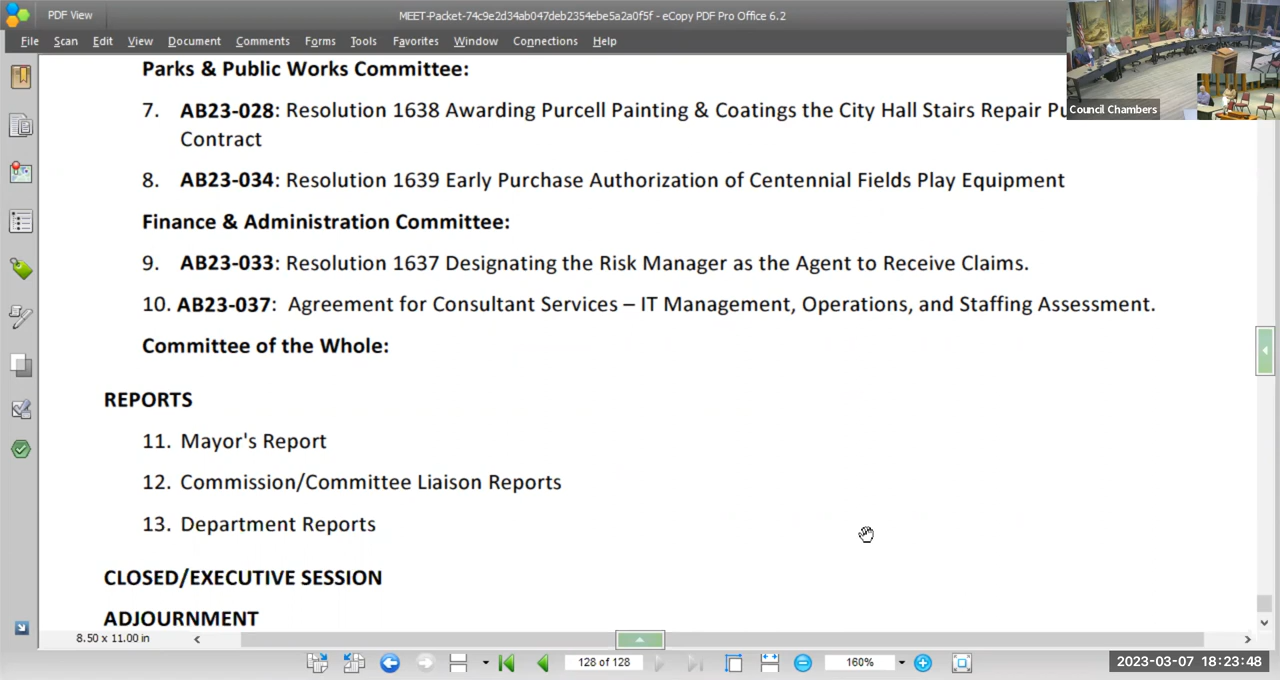 PDF View
MEET-Packet-74c9e2d34ab047deb2354ebe5a2a0f5f - eCopy PDF Pro Office 6.2
File Scan Edit View Document Comments Forms Tools Favorites Window Connections Help
Council Chambers
Parks & Public Works Committee:
7. AB23-028: Resolution 1638 Awarding Purcell Painting & Coatings the City Hall Stairs Repair
Contract
8. AB23-034: Resolution 1639 Early Purchase Authorization of Centennial Fields Play Equipment
Finance & Administration Committee:
9. AB23-033: Resolution 1637 Designating the Risk Manager as the Agent to Receive Claims.
10. AB23-037: Agreement for Consultant Services – IT Management, Operations, and Staffing Assessment.
Committee of the Whole:
REPORTS
11. Mayor's Report
12. Commission/Committee Liaison Reports
13. Department Reports
CLOSED/EXECUTIVE SESSION
ADJOURNMENT
8.50 x 11.00 in
128 of 128
160%
2023-03-07 18:23:48